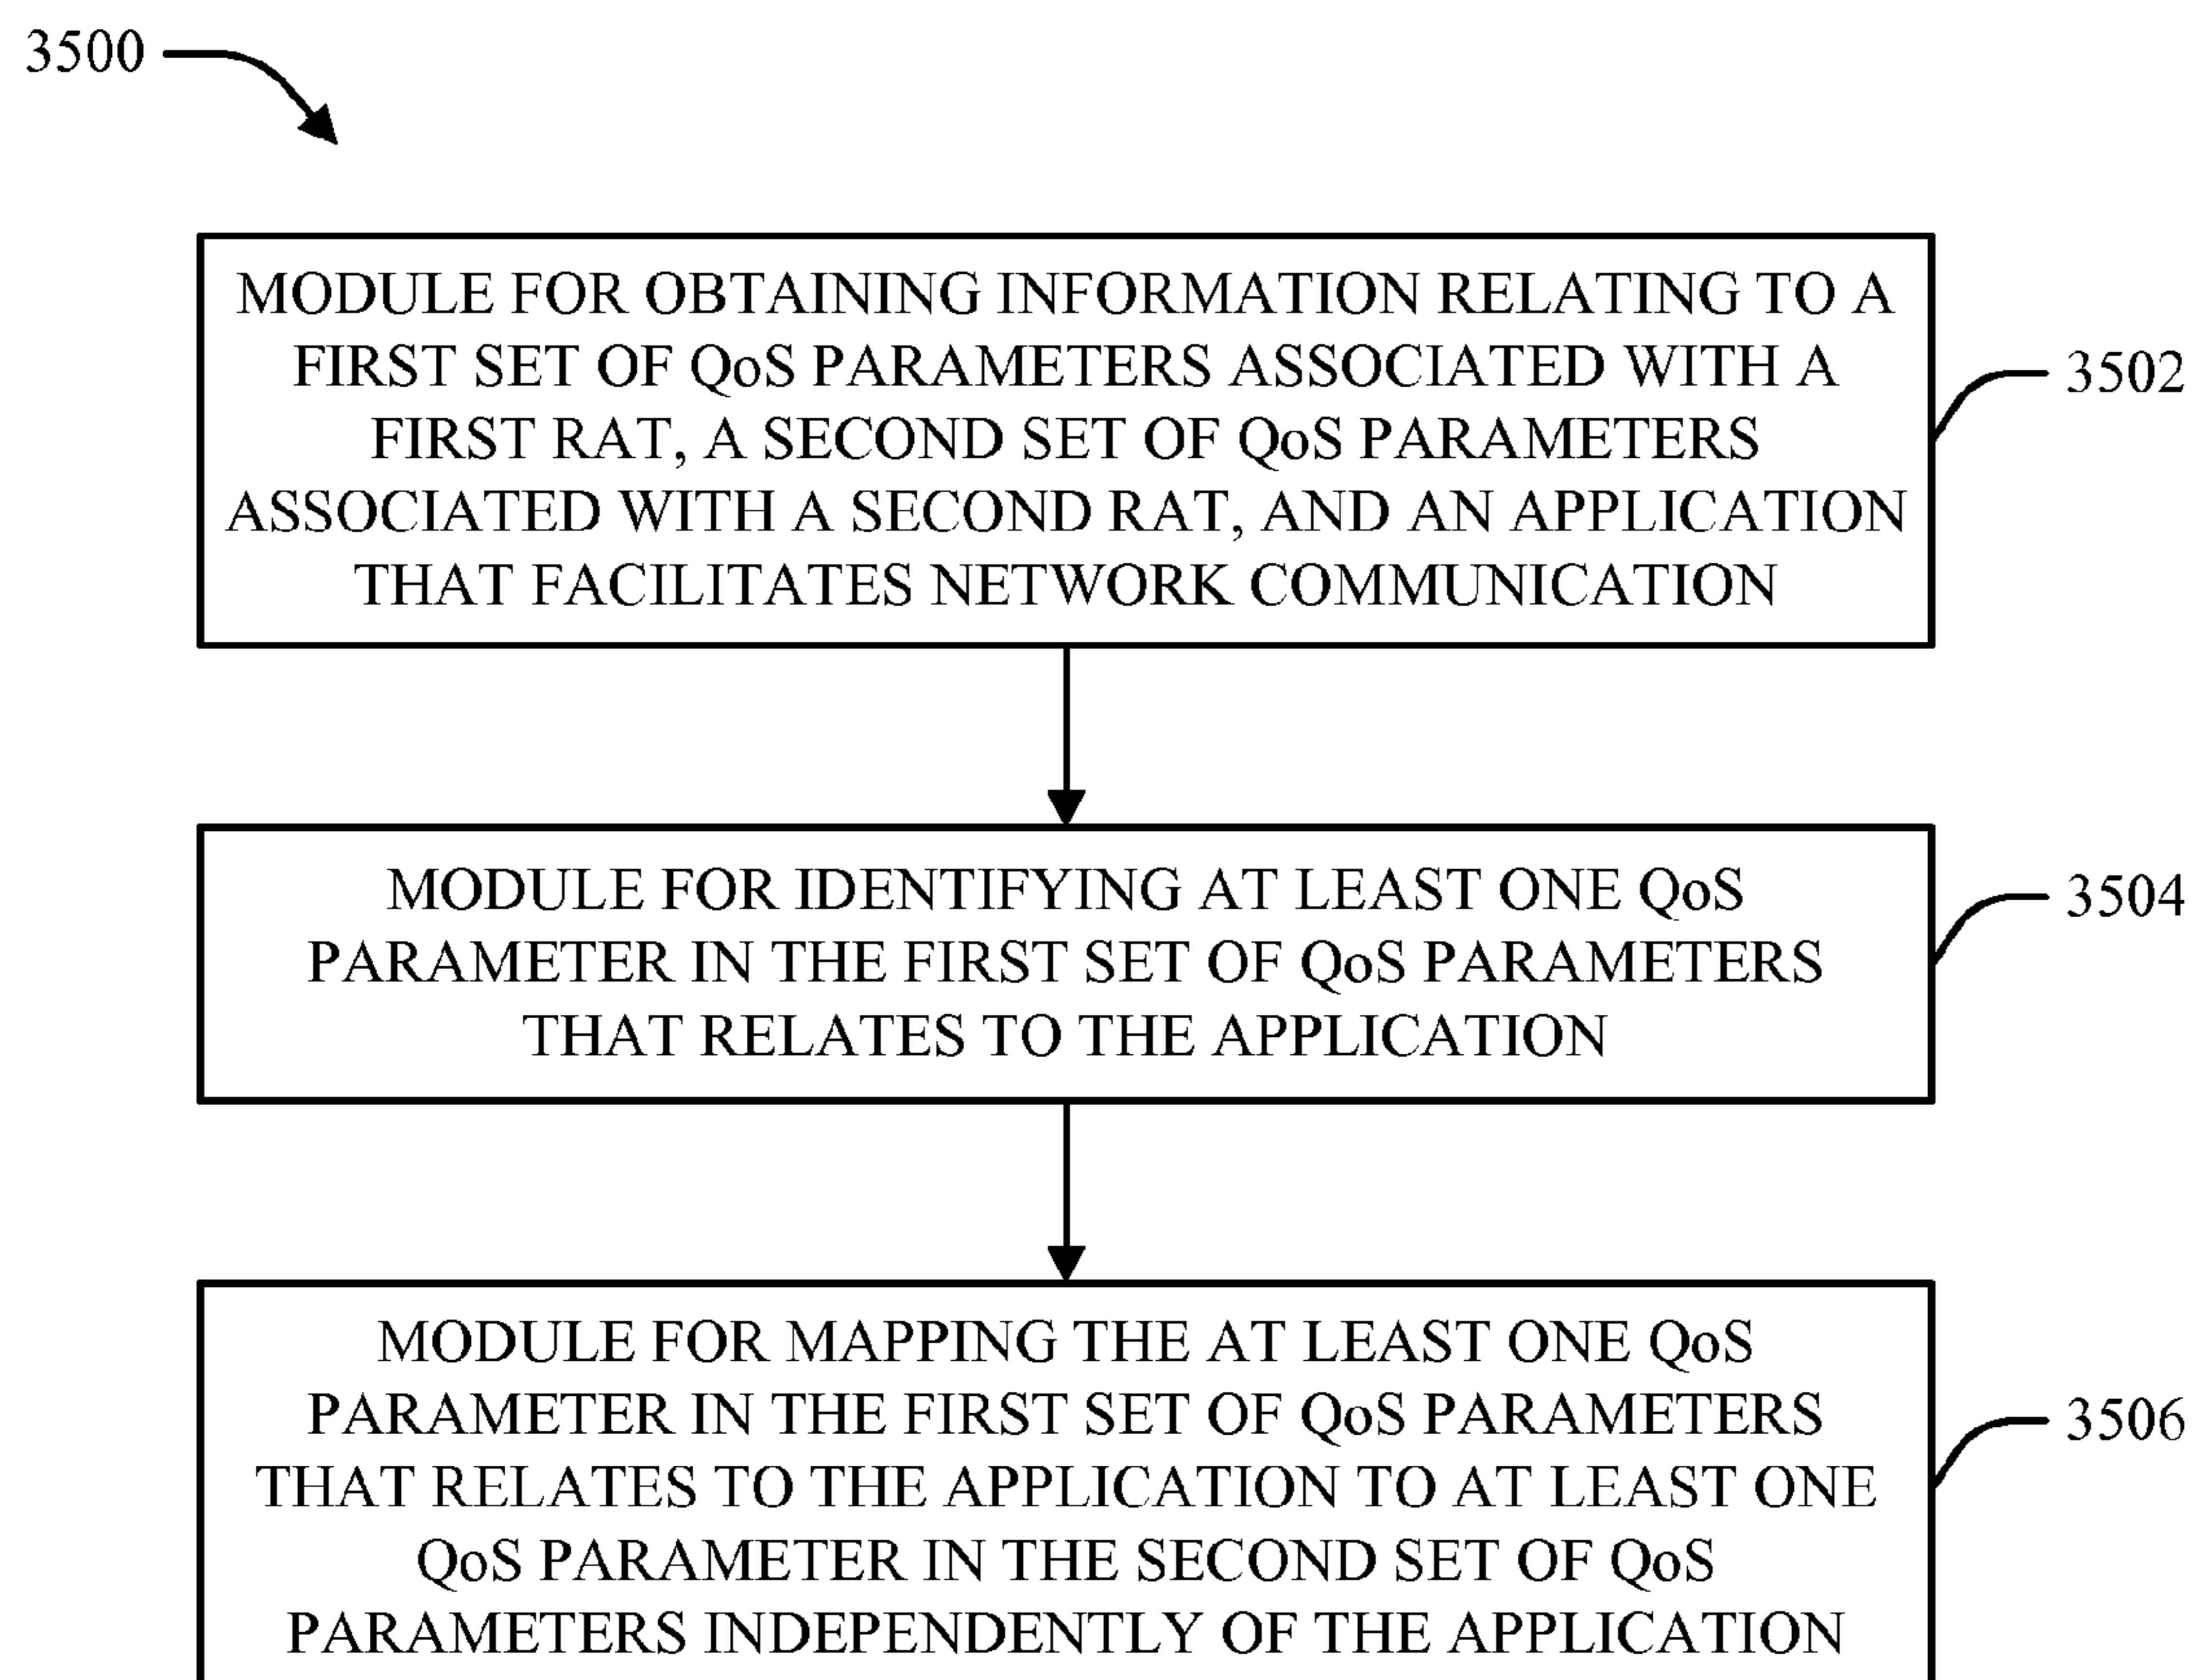 3500
MODULE FOR OBTAINING INFORMATION RELATING TO A
FIRST SET OF QoS PARAMETERS ASSOCIATED WITH A
FIRST RAT, A SECOND SET OF QoS PARAMETERS
ASSOCIATED WITH A SECOND RAT, AND AN APPLICATION
THAT FACILITATES NETWORK COMMUNICATION
3502
MODULE FOR IDENTIFYING AT LEAST ONE QoS
PARAMETER IN THE FIRST SET OF QoS PARAMETERS
THAT RELATES TO THE APPLICATION
3504
MODULE FOR MAPPING THE AT LEAST ONE QoS
PARAMETER IN THE FIRST SET OF QoS PARAMETERS
THAT RELATES TO THE APPLICATION TO AT LEAST ONE
QoS PARAMETER IN THE SECOND SET OF QoS
PARAMETERS INDEPENDENTLY OF THE APPLICATION
3506